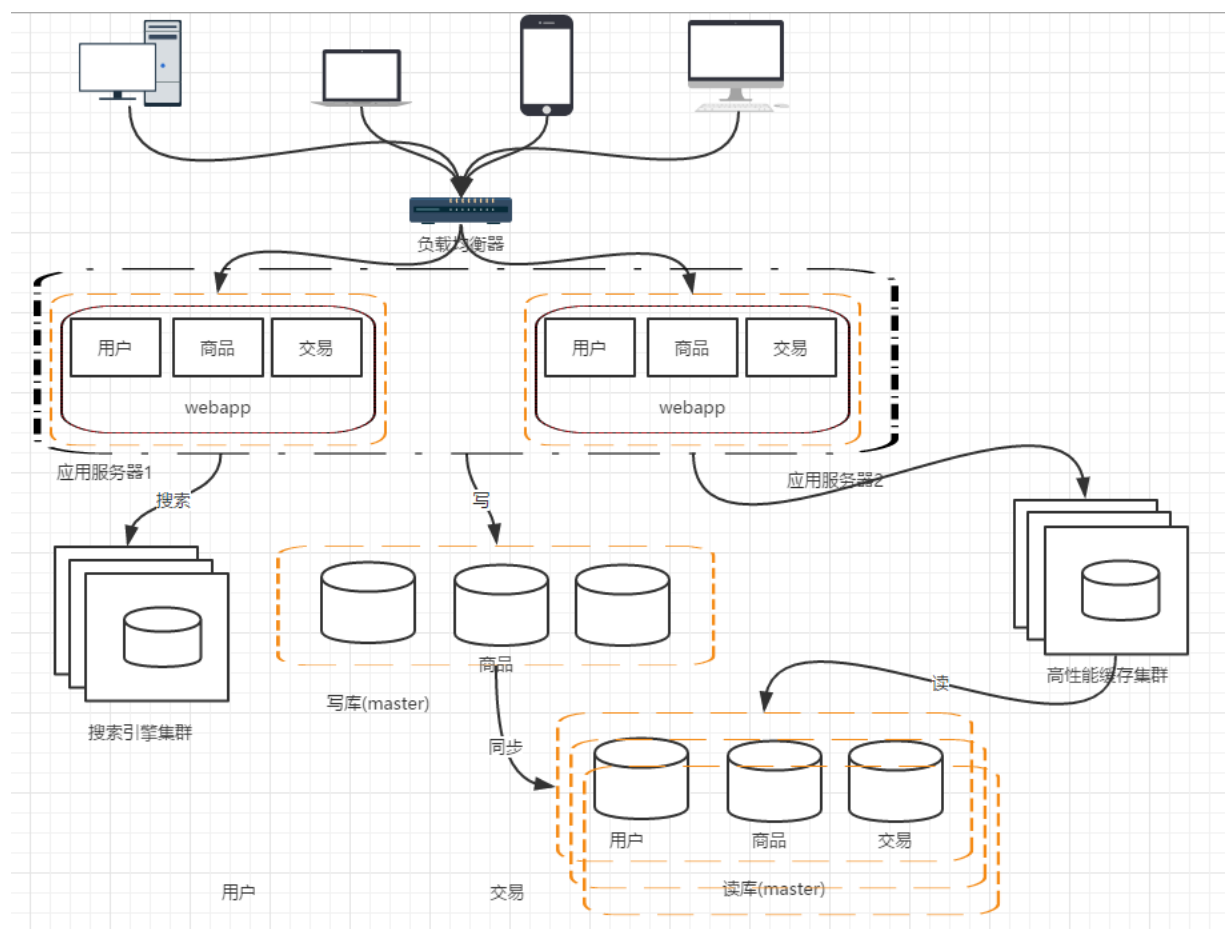 负载均衡器
用户
商品
交易
webapp
用户
商品
交易
webapp
应用服务器1
应用服务器2
搜索
写
商品
高性能缓存集群
读
写库(master)
搜索引擎集群
同步
用户
商品
交易
读库(master)
用户
交易